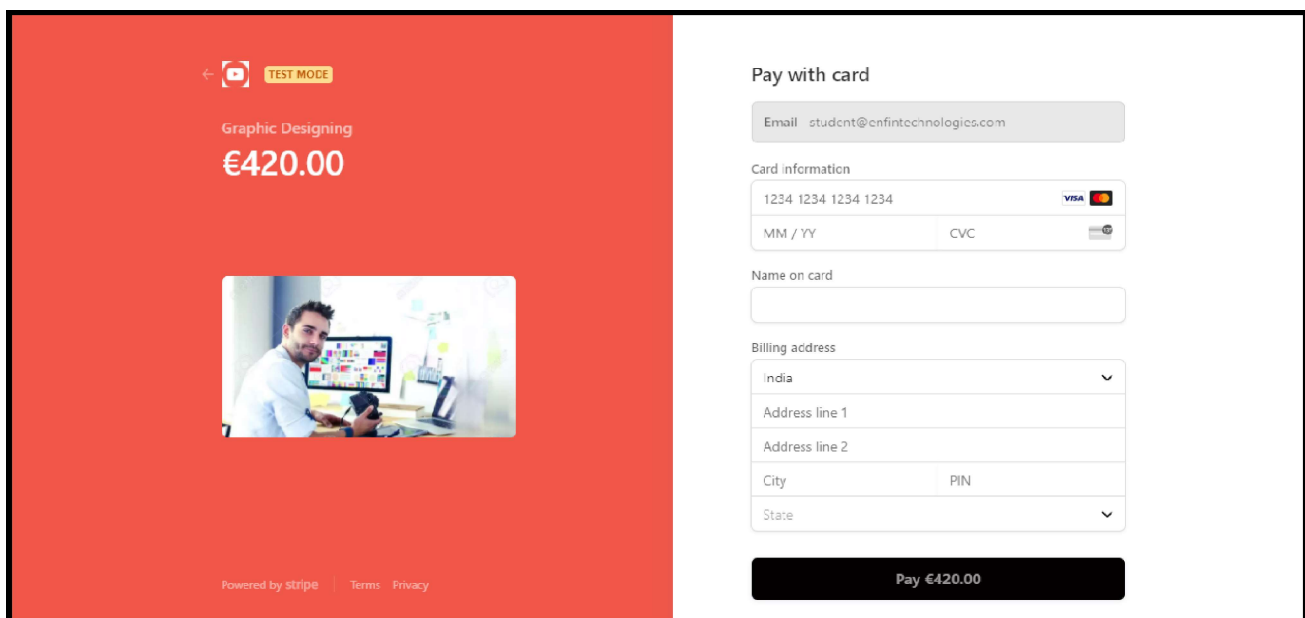 TEST MODE
Graphic Designing
€420.00
Powered by stripe
Terms Privacy
Pay with card
Email student@enfintechnologies.com
Card information
1234 1234 1234 1234 VISA
MM / YY CVC
Name on card
Billing address
India
Address line 1
Address line 2
City PIN
State
Pay €420.00